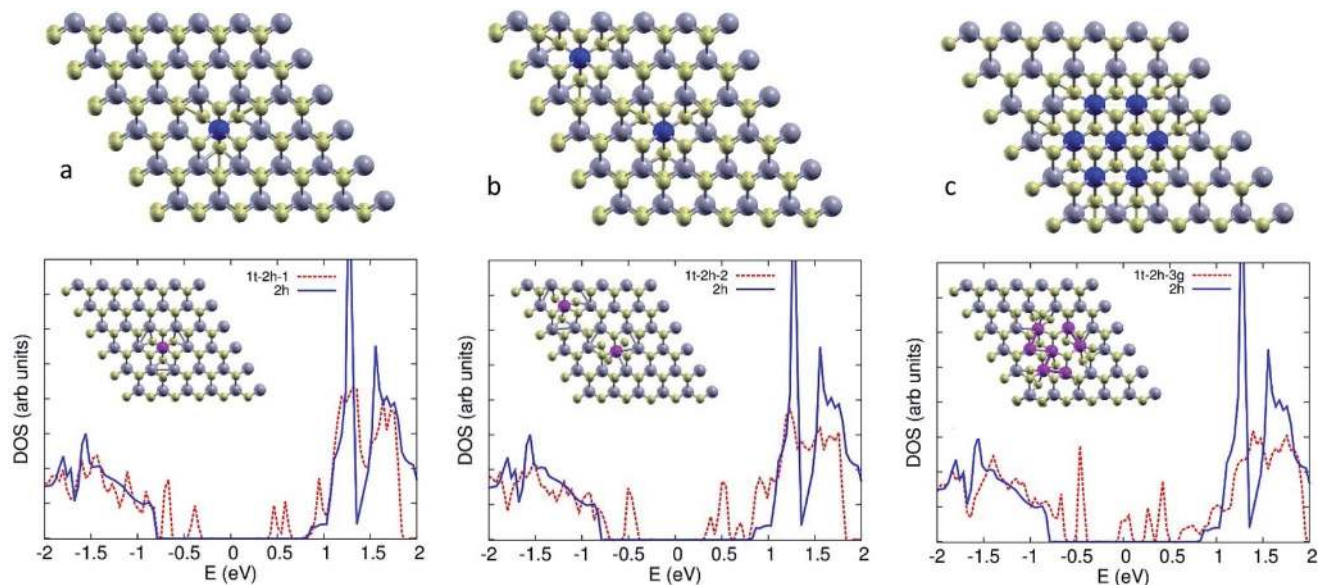 a
b
c
1t-2h-1
2h
DOS (arb units)
-2 -1.5 -1 -0.5 0 0.5 1 1.5 2
E (eV)
1t-2h-2
2h
DOS (arb units)
-2 -1.5 -1 -0.5 0 0.5 1 1.5 2
E (eV)
1t-2h-3g
2h
DOS (arb units)
-2 -1.5 -1 -0.5 0 0.5 1 1.5 2
E (eV)